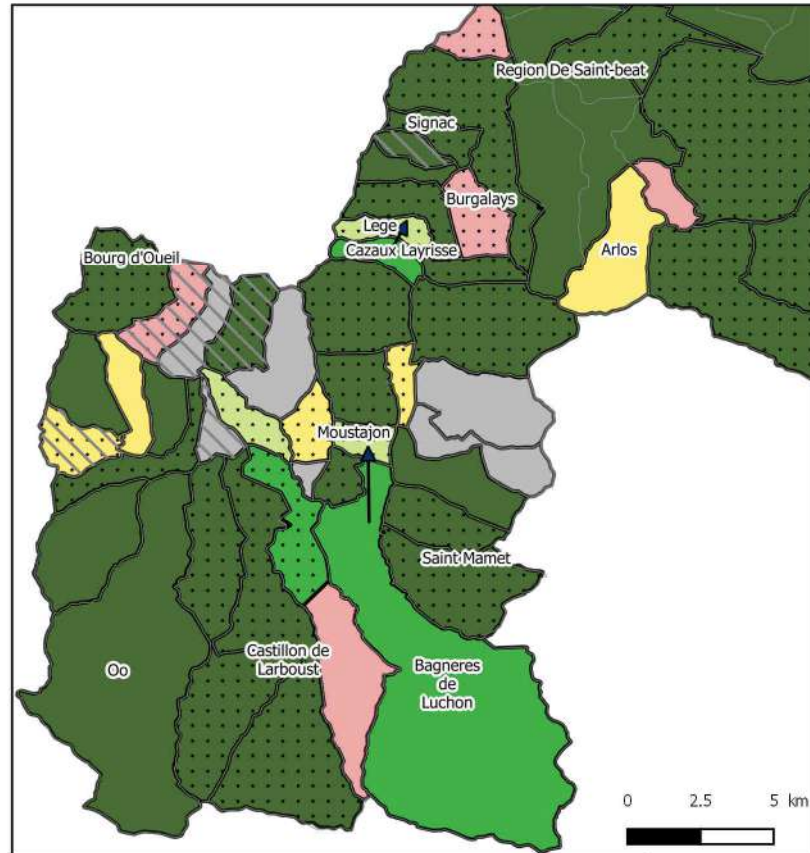 Region De Saint-beat
Signac
Burgalays
Lege
Cazaux Layrisse
Arlos
Bourg d'Oueil
Moustajon
Saint Mamet
Castillon de
Larboust
Oo
Bagneres
de
Luchon
0 2.5 5 km